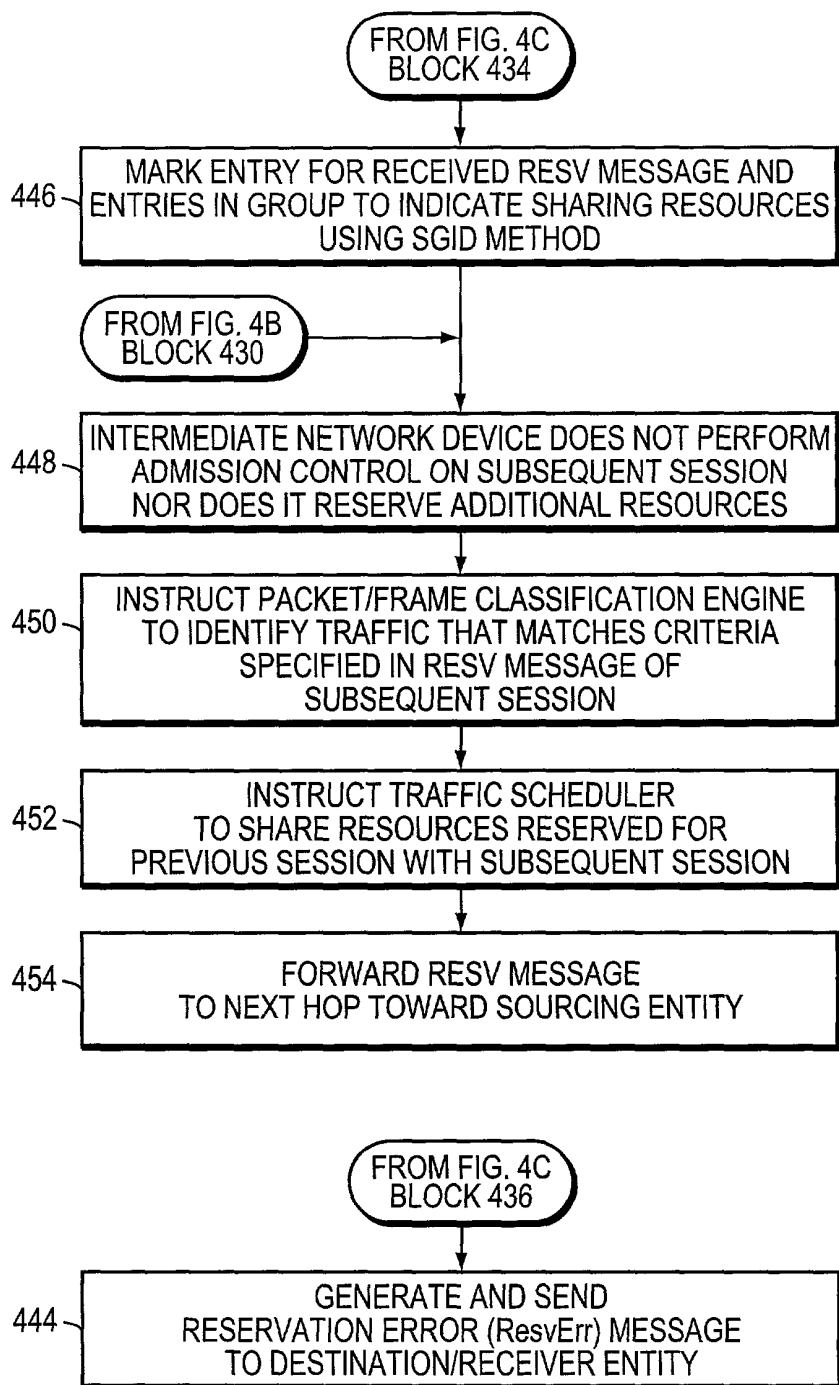 FROM FIG. 4C
BLOCK 434
446
MARK ENTRY FOR RECEIVED RESV MESSAGE AND
ENTRIES IN GROUP TO INDICATE SHARING RESOURCES
USING SGID METHOD
FROM FIG. 4B
BLOCK 430
448
INTERMEDIATE NETWORK DEVICE DOES NOT PERFORM
ADMISSION CONTROL ON SUBSEQUENT SESSION
NOR DOES IT RESERVE ADDITIONAL RESOURCES
450
INSTRUCT PACKET/FRAME CLASSIFICATION ENGINE
TO IDENTIFY TRAFFIC THAT MATCHES CRITERIA
SPECIFIED IN RESV MESSAGE OF
SUBSEQUENT SESSION
452
INSTRUCT TRAFFIC SCHEDULER
TO SHARE RESOURCES RESERVED FOR
PREVIOUS SESSION WITH SUBSEQUENT SESSION
454
FORWARD RESV MESSAGE
TO NEXT HOP TOWARD SOURCING ENTITY
FROM FIG. 4C
BLOCK 436
444
GENERATE AND SEND
RESERVATION ERROR (ResvErr) MESSAGE
TO DESTINATION/RECEIVER ENTITY